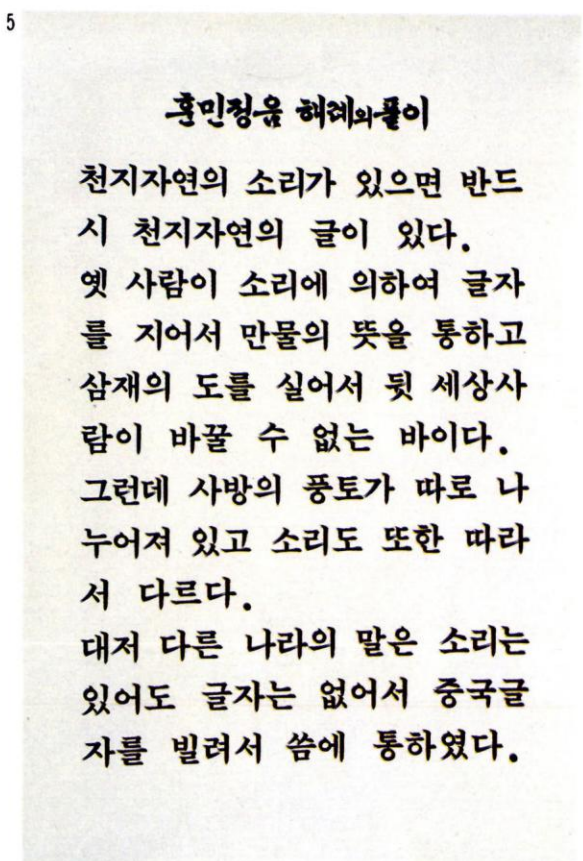 5
훈민정음 해례와 풀이
천지자연의 소리가 있으면 반드
시 천지자연의 글이 있다.
옛 사람이 소리에 의하여 글자
를 지어서 만물의 뜻을 통하고
삼재의 도를 실어서 뒷 세상사
람이 바꿀 수 없는 바이다.
그런데 사방의 풍토가 따로 나
누어져 있고 소리도 또한 따라
서 다르다.
대저 다른 나라의 말은 소리는
있어도 글자는 없어서 중국글
자를 빌려서 씀에 통하였다.